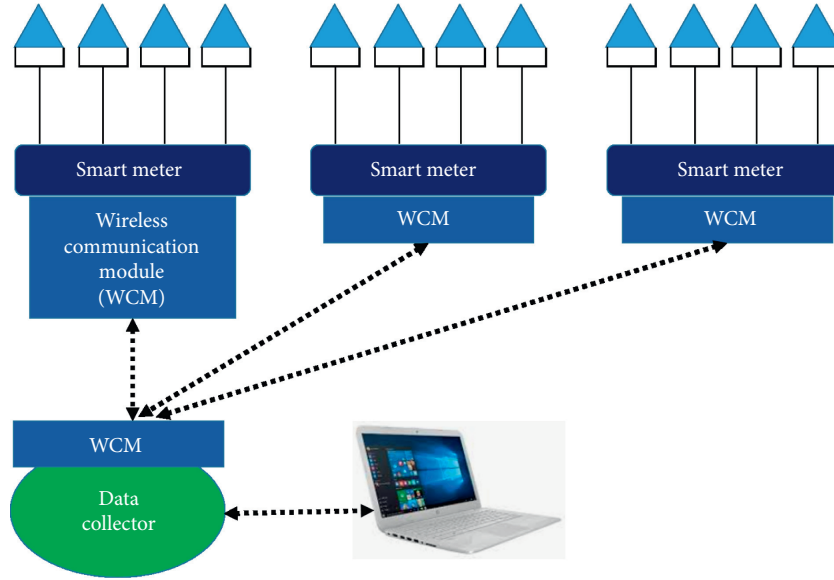 Smart meter
Smart meter
Smart meter
Wireless
communication
module
(WCM)
WCM
WCM
WCM
Data
collector